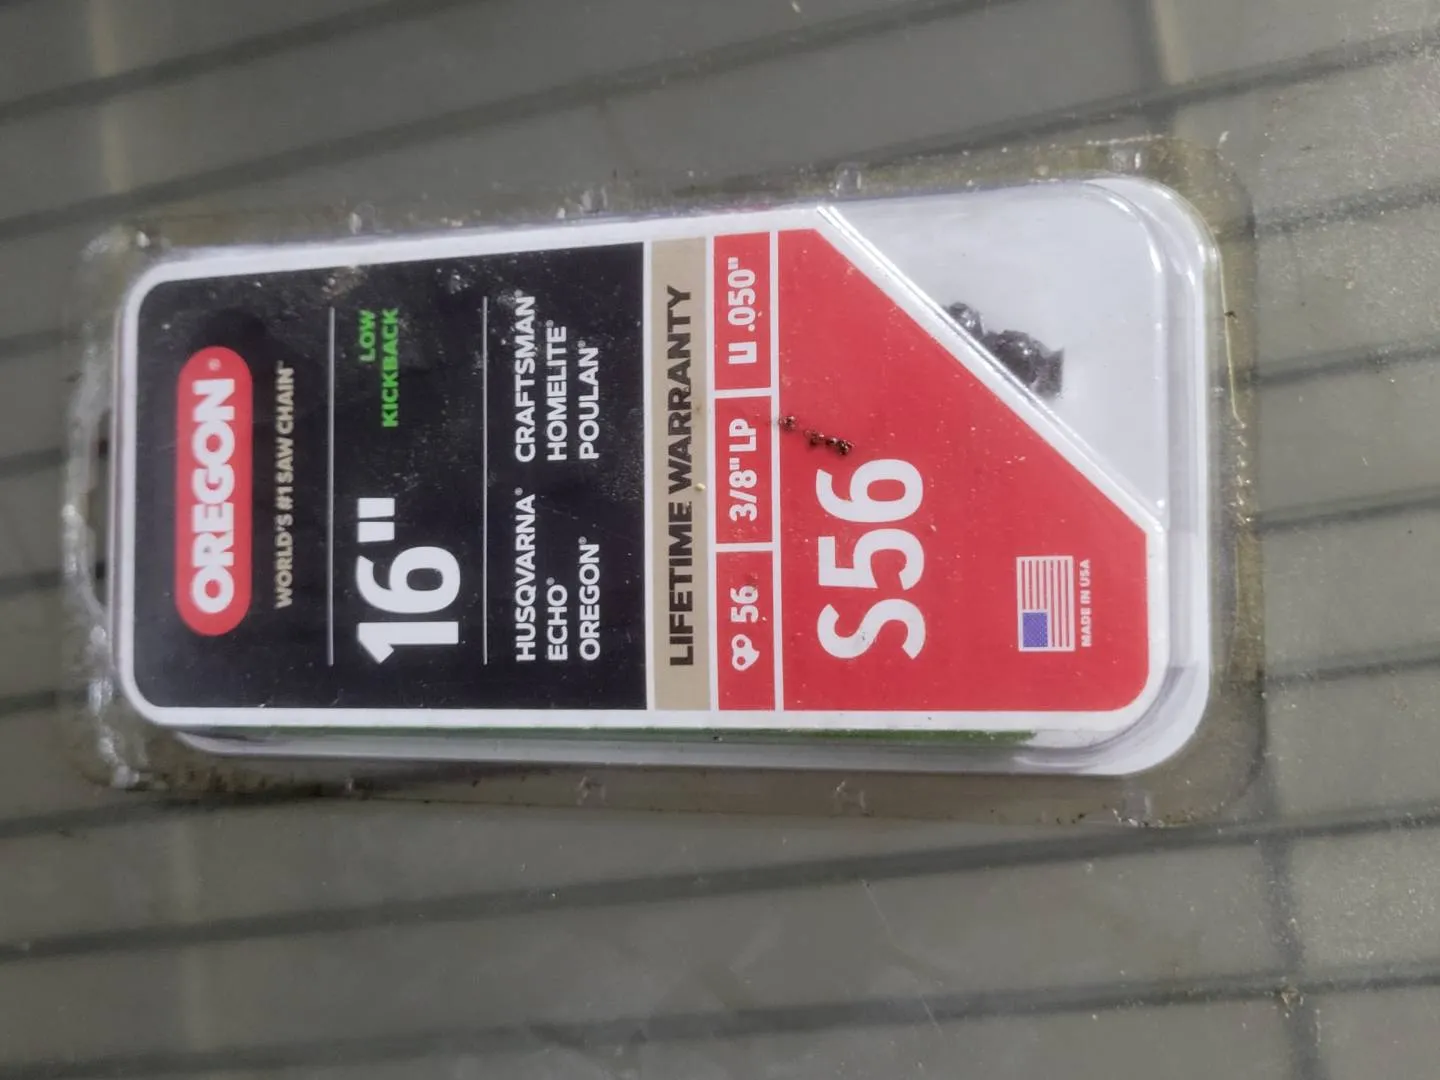 OREGON®
WORLD'S #1 SAW CHAIN™
16"
LOW
KICKBACK
HUSQVARNA® CRAFTSMAN®
ECHO® HOMELITE®
OREGON® POULAN®
LIFETIME WARRANTY
56 3/8" LP .050"
S56
MADE IN USA